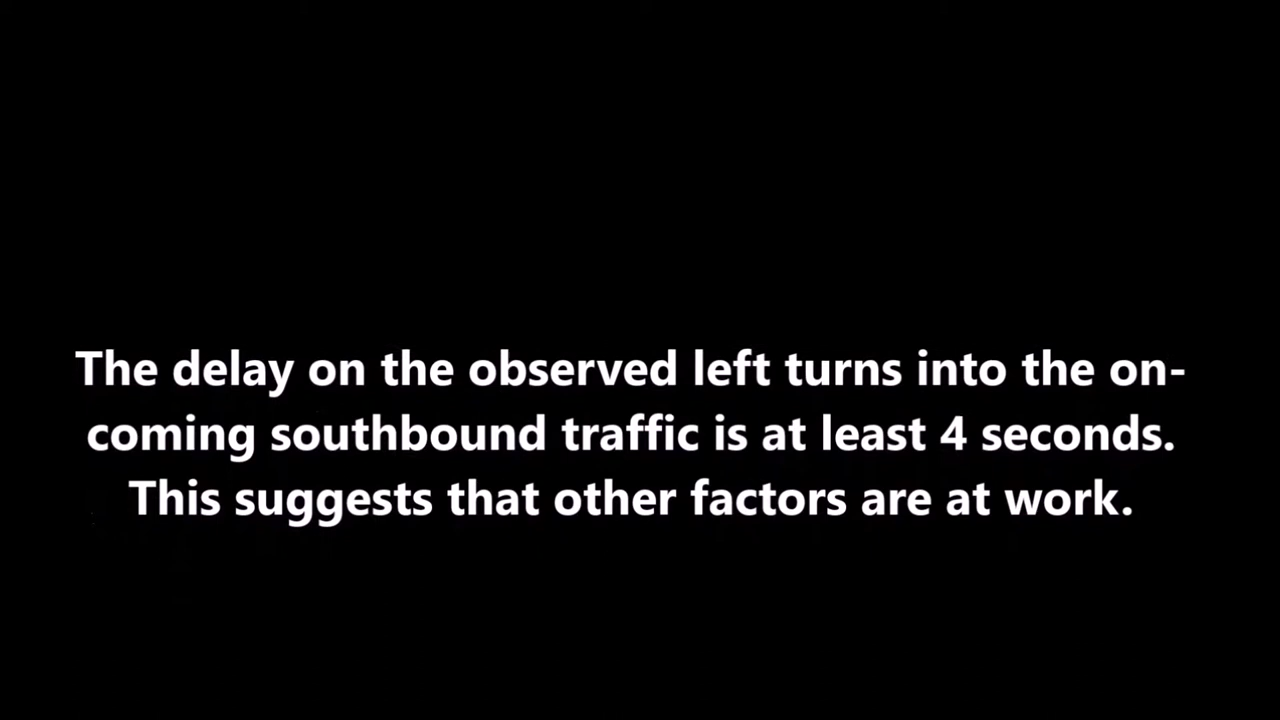 The delay on the observed left turns into the on-
coming southbound traffic is at least 4 seconds.
This suggests that other factors are at work.